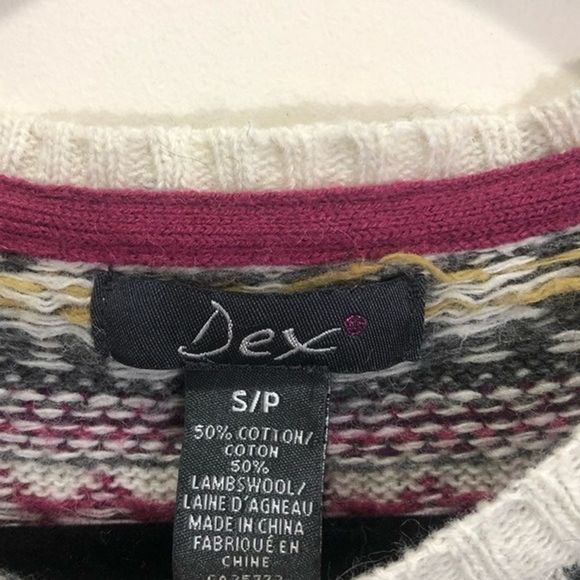 Dex
S/P
50% COTTON/
COTON
50%
LAMBSWOOL/
LAINE D'AGNEAU
MADE IN CHINA
FABRIQUÉ EN
CHINE